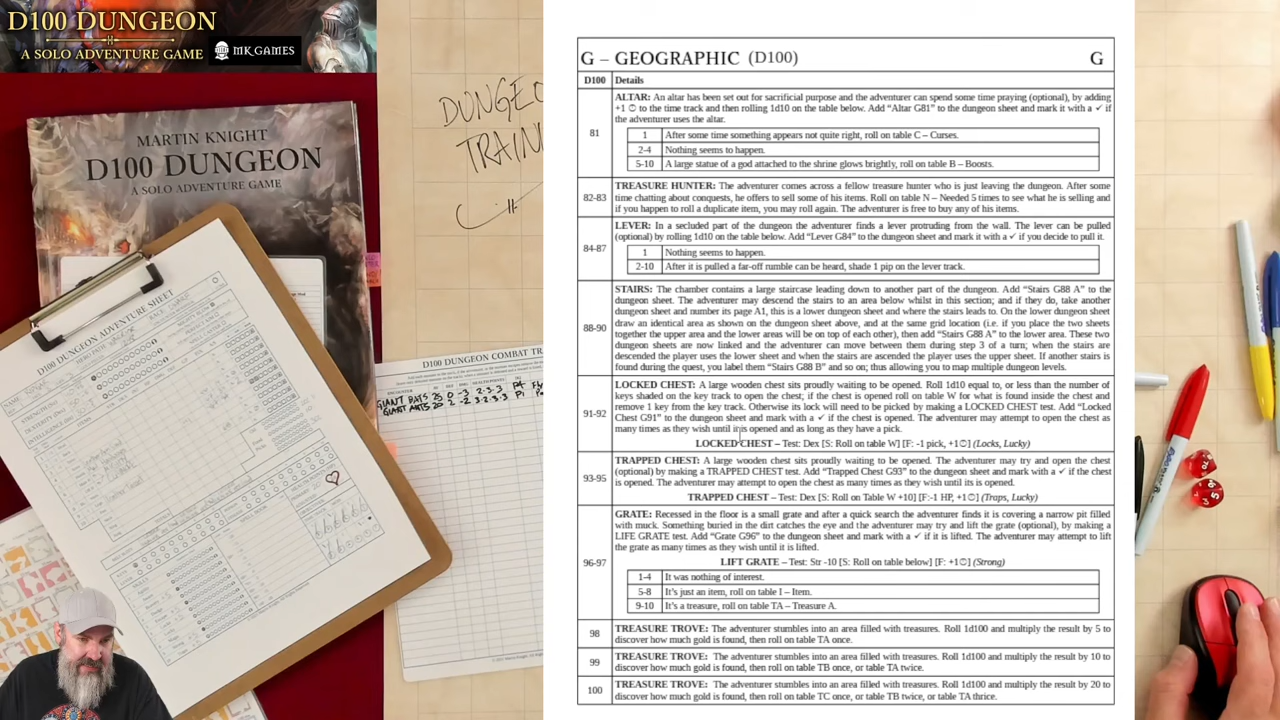 D100 DUNGEON
A SOLO ADVENTURE GAME
MK.GAMES
MARTIN KNIGHT
D100 DUNGEON
A SOLO ADVENTURE GAME
DUNGEO
TRAIN
D100 DUNGEON ADVENTURE SHEET
D100 DUNGEON COMBAT TR
GIANT RATS
GIANT ANTS
G – GEOGRAPHIC (D100) G
D100 Details
81
ALTAR: An altar has been set out for sacrificial purpose and the adventurer can spend some time praying (optional), by adding
+1 to the time track and then rolling 1d10 on the table below. Add “Altar G81” to the dungeon sheet and mark it with a ✓ if
the adventurer uses the altar.
1 After some time something appears not quite right, roll on table C – Curses.
2-4 Nothing seems to happen.
5-10 A large statue of a god attached to the shrine glows brightly, roll on table B – Boosts.
82-83
TREASURE HUNTER: The adventurer comes across a fellow treasure hunter who is just leaving the dungeon. After some
time chatting about conquests, he offers to sell some of his items. Roll on table N – Needed 5 times to see what he is selling and
if you happen to roll a duplicate item, you may roll again. The adventurer is free to buy any of his items.
84-87
LEVER: In a secluded part of the dungeon the adventurer finds a lever protruding from the wall. The lever can be pulled
(optional) by rolling 1d10 on the table below. Add “Lever G84” to the dungeon sheet and mark it with a ✓ if you decide to pull it.
1 Nothing seems to happen.
2-10 After it is pulled a far-off rumble can be heard, shade 1 pip on the lever track.
88-90
STAIRS: The chamber contains a large staircase leading down to another part of the dungeon. Add “Stairs G88 A” to the
dungeon sheet. The adventurer may descend the stairs to an area below whilst in this section; and if they do, take another
dungeon sheet and number its page A1, this is a lower dungeon sheet and where the stairs leads to. On the lower dungeon sheet
draw an identical area as shown on the dungeon sheet above, and at the same grid location (i.e. if you place the two sheets
together the upper area and the lower areas will be on top of each other), then add “Stairs G88 A” to the lower area. These two
dungeon sheets are now linked and the adventurer can move between them during step 3 of a turn; when the stairs are
descended the player uses the lower sheet and when the stairs are ascended the player uses the upper sheet. If another stairs is
found during the quest, you label them “Stairs G88 B” and so on; thus allowing you to map multiple dungeon levels.
91-92
LOCKED CHEST: A large wooden chest sits proudly waiting to be opened. Roll 1d10 equal to, or less than the number of
keys shaded on the key track to open the chest; if the chest is opened roll on table W for what is found inside the chest and
remove 1 key from the key track. Otherwise its lock will need to be picked by making a LOCKED CHEST test. Add “Locked
Chest G91” to the dungeon sheet and mark with a ✓ if the chest is opened. The adventurer may attempt to open the chest as
many times as they wish until it is opened and as long as they have a pick.
LOCKED CHEST – Test: Dex [S: Roll on table W] [F: -1 pick, +1] (Locks, Lucky)
93-95
TRAPPED CHEST: A large wooden chest sits proudly waiting to be opened. The adventurer may try and open the chest
(optional) by making a TRAPPED CHEST test. Add “Trapped Chest G93” to the dungeon sheet and mark with a ✓ if the chest
is opened. The adventurer may attempt to open the chest as many times as they wish until its is opened.
TRAPPED CHEST – Test: Dex [S: Roll on Table W +10] [F:-1 HP, +1] (Traps, Lucky)
96-97
GRATE: Recessed in the floor is a small grate and after a quick search the adventurer finds it is covering a narrow pit filled
with muck. Something buried in the dirt catches the eye and the adventurer may try and lift the grate (optional), by making a
LIFE GRATE test. Add “Grate G96” to the dungeon sheet and mark with a ✓ if it is lifted. The adventurer may attempt to lift
the grate as many times as they wish until it is lifted.
LIFT GRATE – Test: Str -10 [S: Roll on table below] [F: +1] (Strong)
1-4 It was nothing of interest.
5-8 It’s just an item, roll on table I – Item.
9-10 It’s a treasure, roll on table TA – Treasure A.
98
TREASURE TROVE: The adventurer stumbles into an area filled with treasures. Roll 1d100 and multiply the result by 5 to
discover how much gold is found, then roll on table TA once.
99
TREASURE TROVE: The adventurer stumbles into an area filled with treasures. Roll 1d100 and multiply the result by 10 to
discover how much gold is found, then roll on table TB once, or table TA twice.
100
TREASURE TROVE: The adventurer stumbles into an area filled with treasures. Roll 1d100 and multiply the result by 20 to
discover how much gold is found, then roll on table TC once, or table TB twice, or table TA thrice.